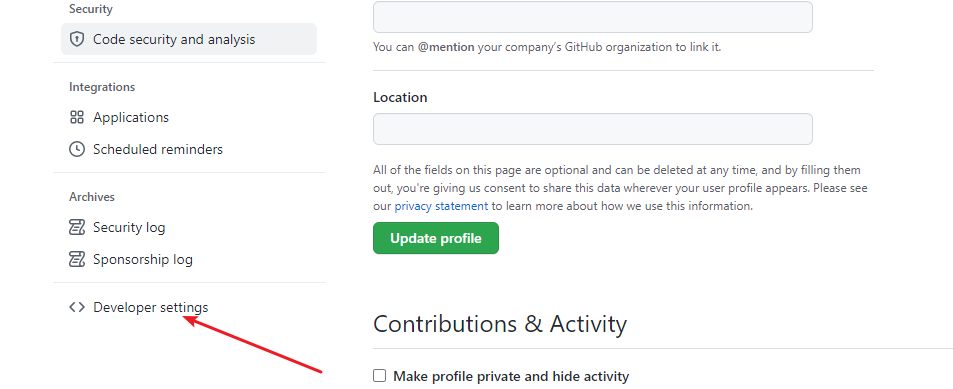 Security
Code security and analysis
Integrations
Applications
Scheduled reminders
Archives
Security log
Sponsorship log
Developer settings
You can @mention your company's GitHub organization to link it.
Location
All of the fields on this page are optional and can be deleted at any time, and by filling them
out, you're giving us consent to share this data wherever your user profile appears. Please see
our privacy statement to learn more about how we use this information.
Update profile
Contributions & Activity
Make profile private and hide activity